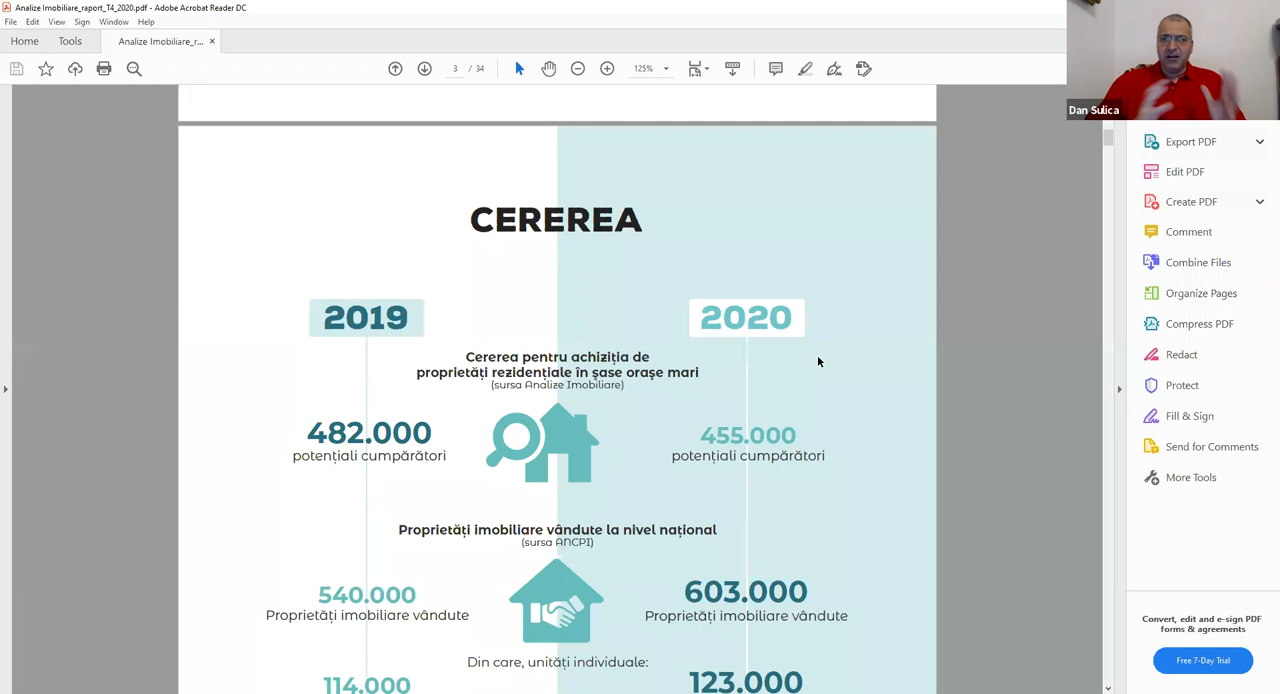 Analize Imobiliare_raport_T4_2020.pdf - Adobe Acrobat Reader DC
File Edit View Sign Window Help
Home Tools Analize Imobiliare_r... ×
3 / 34 125%
Dan Sulica
CEREREA
2019 2020
Cererea pentru achiziția de
proprietăți rezidențiale în șase orașe mari
(sursa Analize Imobiliare)
482.000 455.000
potențiali cumpărători potențiali cumpărători
Proprietăți imobiliare vândute la nivel național
(sursa ANCPI)
540.000 603.000
Proprietăți imobiliare vândute Proprietăți imobiliare vândute
Din care, unități individuale:
114.000 123.000
Export PDF
Edit PDF
Create PDF
Comment
Combine Files
Organize Pages
Compress PDF
Redact
Protect
Fill & Sign
Send for Comments
More Tools
Convert, edit and e-sign PDF
forms & agreements
Free 7-Day Trial